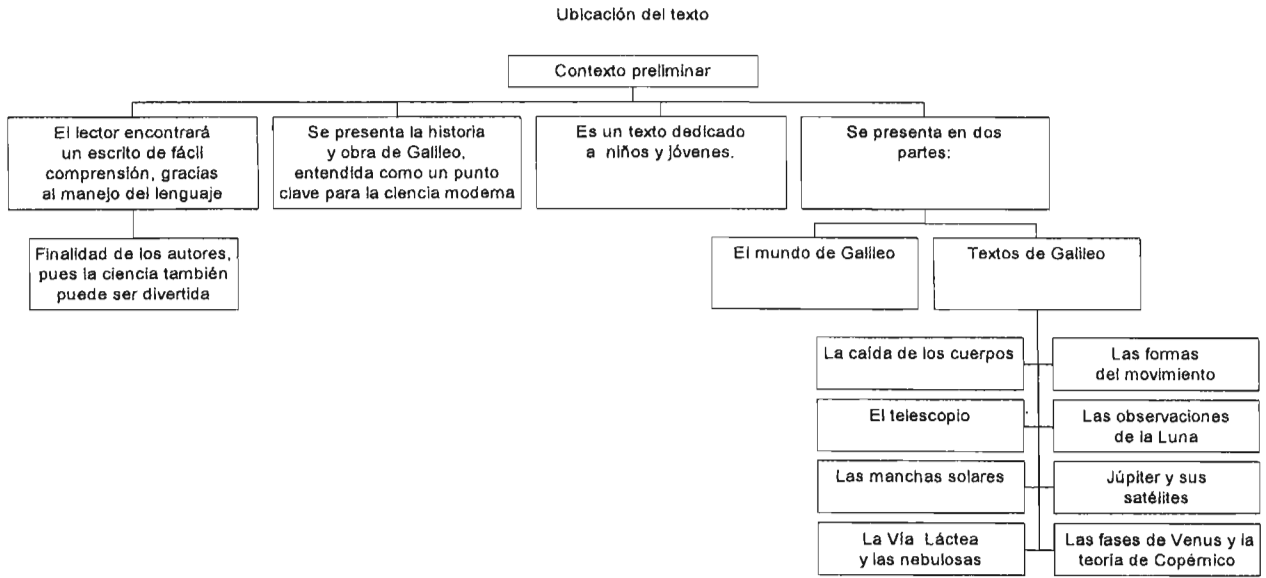 Ubicación del texto
Contexto preliminar
El lector encontrará
un escrito de fácil
comprensión, gracias
al manejo del lenguaje
Se presenta la historia
y obra de Galileo,
entendida como un punto
clave para la ciencia moderna
Es un texto dedicado
a niños y jóvenes.
Se presenta en dos
partes:
Finalidad de los autores,
pues la ciencia también
puede ser divertida
El mundo de Galileo
Textos de Galileo
La caída de los cuerpos
Las formas
del movimiento
El telescopio
Las observaciones
de la Luna
Las manchas solares
Júpiter y sus
satélites
La Vía Láctea
y las nebulosas
Las fases de Venus y la
teoría de Copérnico